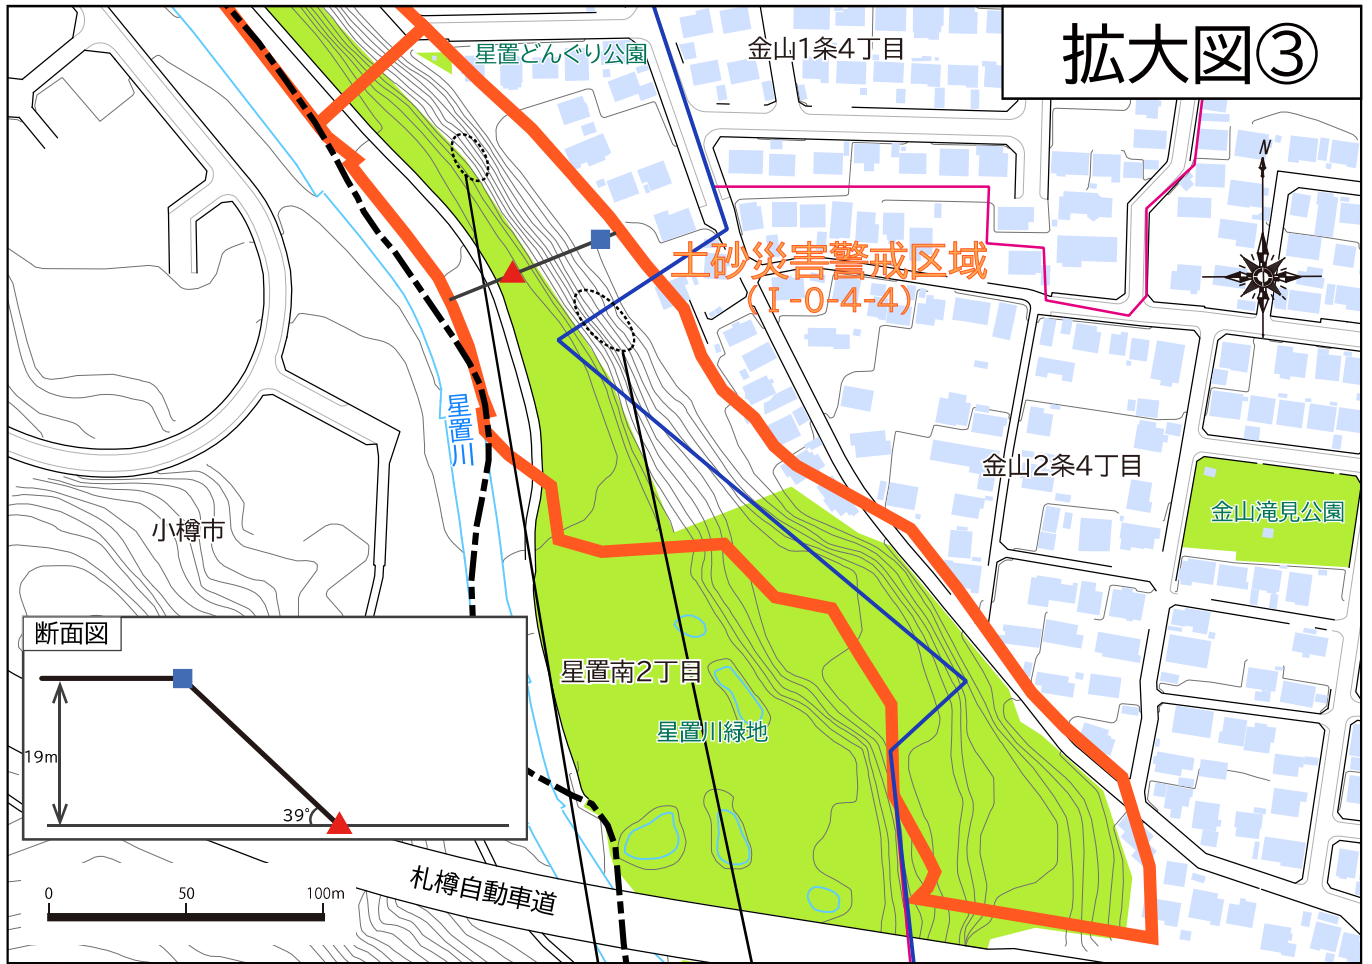 拡大図③
星置どんぐり公園
金山1条4丁目
N
土砂災害警戒区域
（Ⅰ-0-4-4）
星置川
金山2条4丁目
金山滝見公園
小樽市
断面図
19m
39°
星置南2丁目
星置川緑地
札樽自動車道
0 50 100m